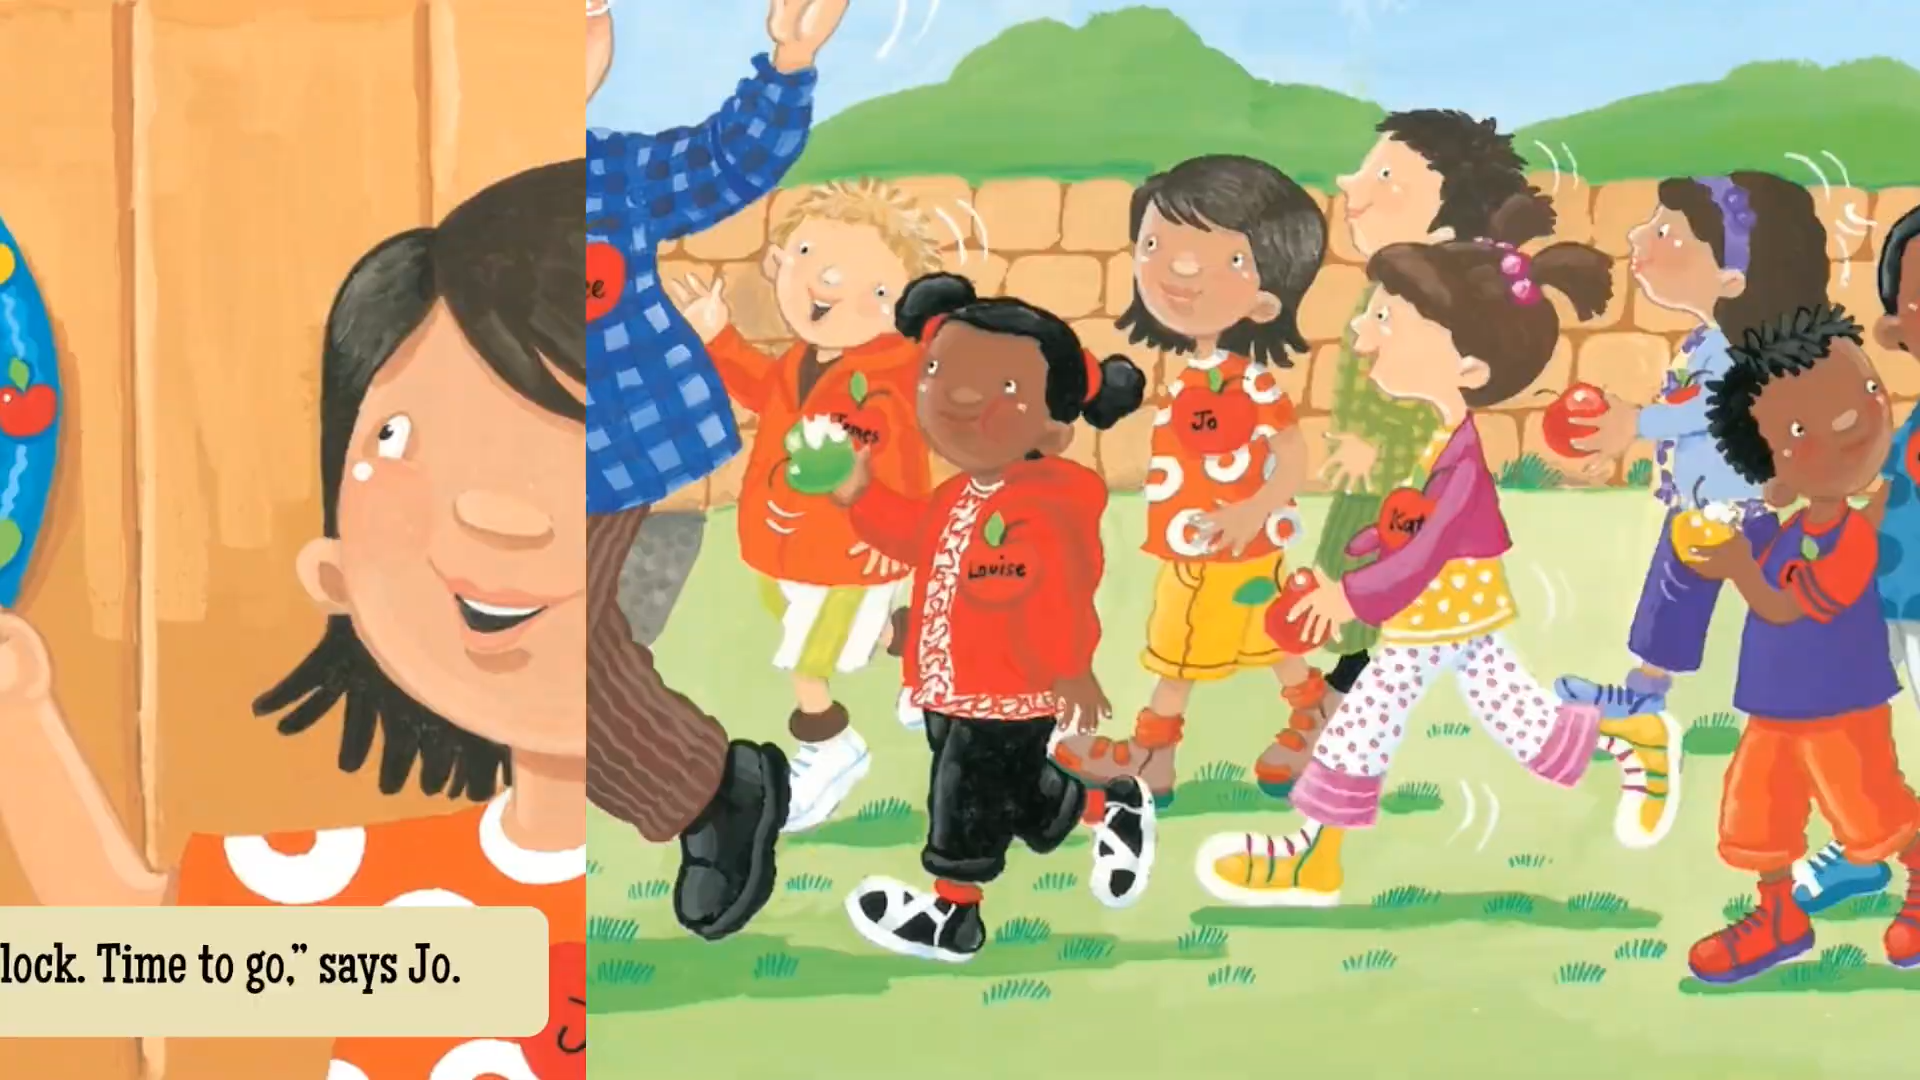 lock. Time to go,” says Jo.
James
Jo
Kat
Louise